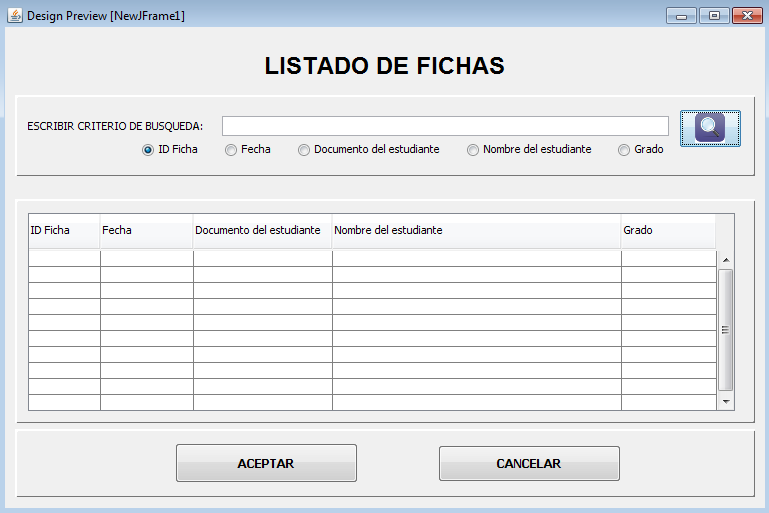 Design Preview [NewJFrame1]
LISTADO DE FICHAS
ESCRIBIR CRITERIO DE BUSQUEDA:
ID Ficha Fecha Documento del estudiante Nombre del estudiante Grado
ID Ficha Fecha Documento del estudiante Nombre del estudiante Grado
ACEPTAR CANCELAR